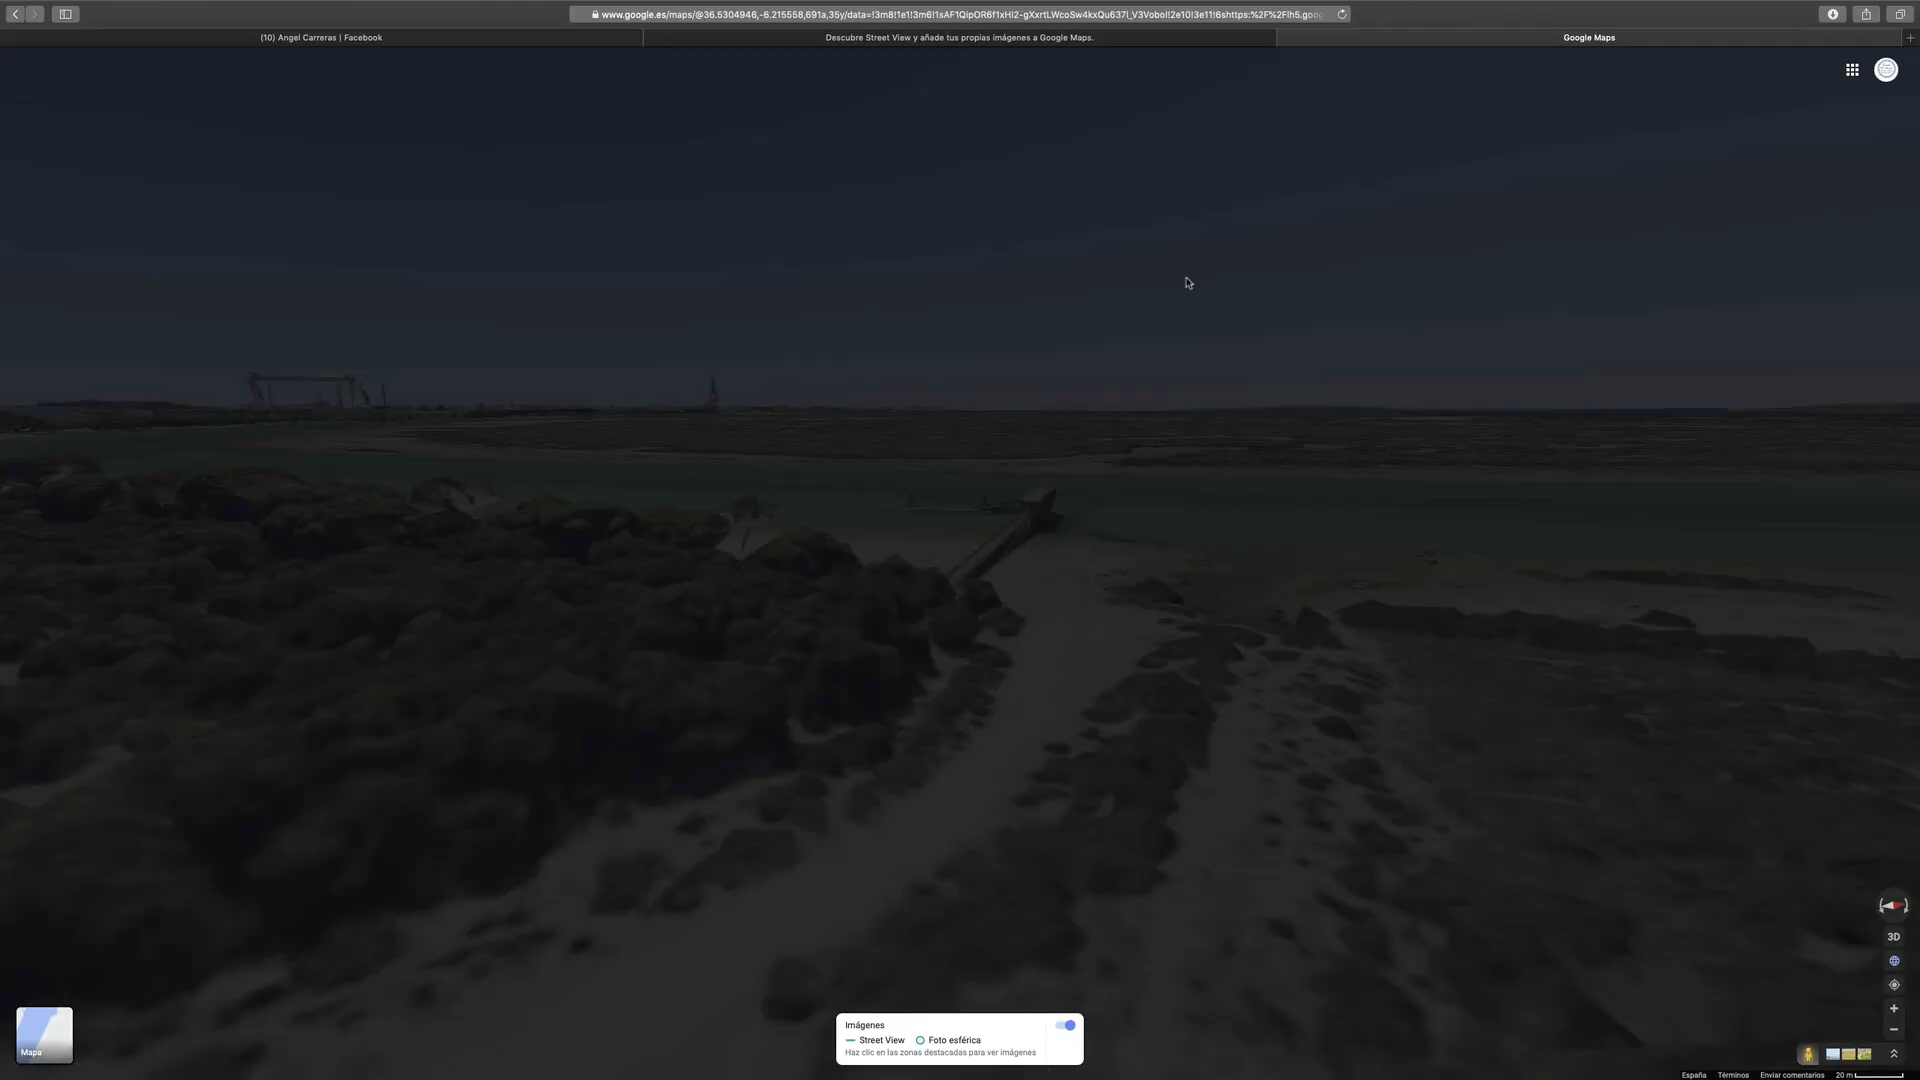 www.google.es/maps/@36.5304946,-6.215558,691a,35y/data=!3m8!1e1!3m6!1sAF1QipOR6f1xHI2-gXxrtLWcoSw4kxQu637l_V3Vobol!2e10!3e11!6shttps:%2F%2Flh5.goog
(10) Angel Carreras | Facebook
Descubre Street View y añade tus propias imágenes a Google Maps.
Google Maps
3D
Mapa
Imágenes
Street View
Foto esférica
Haz clic en las zonas destacadas para ver imágenes
España
Términos
Enviar comentarios
20 m